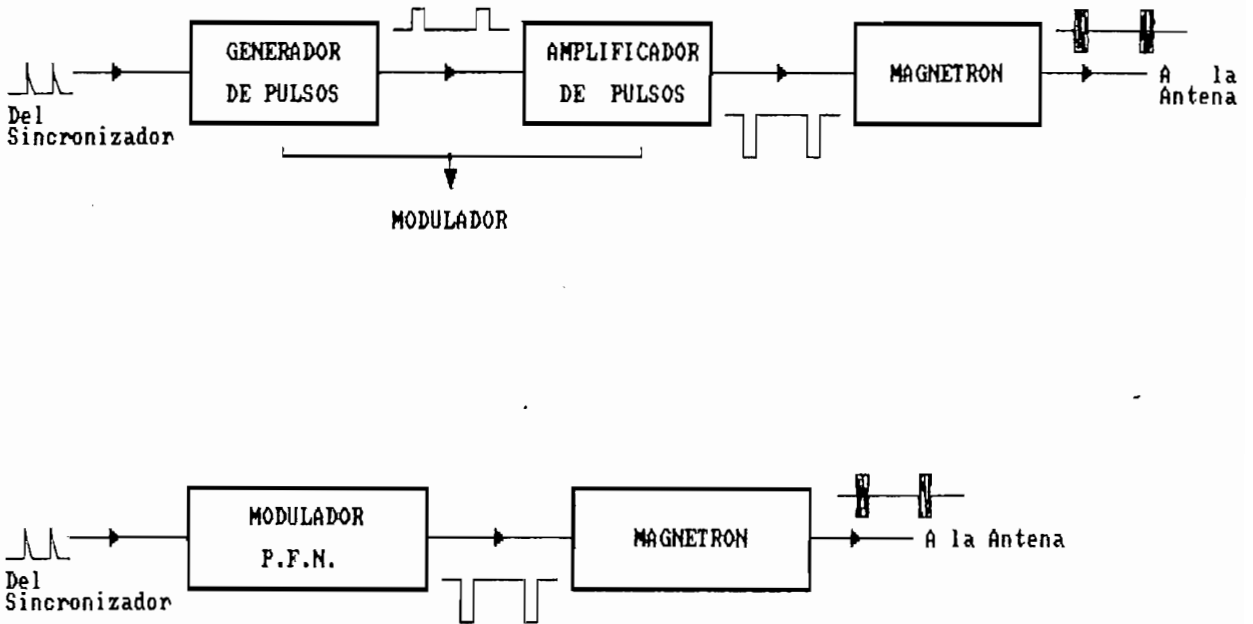 GENERADOR
DE PULSOS
AMPLIFICADOR
DE PULSOS
MAGNETRON
A la
Antena
Del
Sincronizador
MODULADOR
MODULADOR
P.F.N.
MAGNETRON
A la Antena
Del
Sincronizador